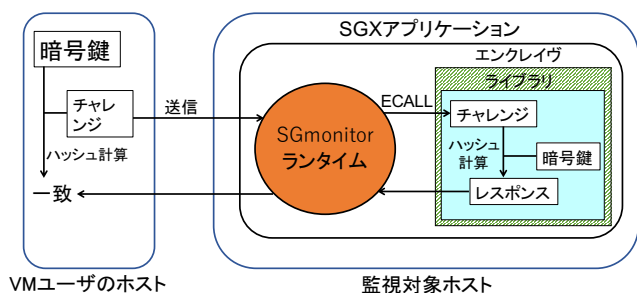 SGXアプリケーション
暗号鍵
エンクレイヴ
ライブラリ
チャレ
ンジ
送信
ECALL
チャレンジ
SGmonitor
ランタイム
ハッシュ計算
ハッシュ
計算
暗号鍵
一致
レスポンス
VMユーザのホスト
監視対象ホスト